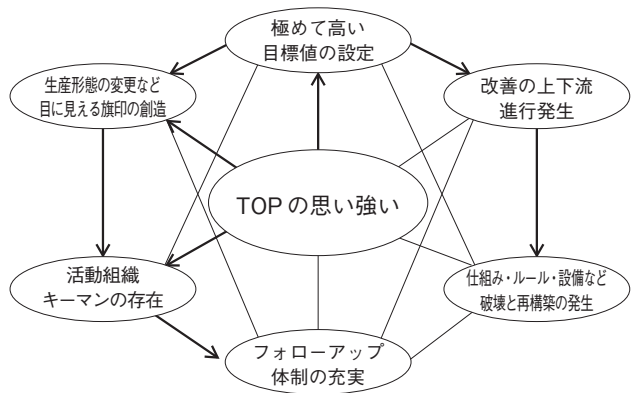 極めて高い
目標値の設定
生産形態の変更など
目に見える旗印の創造
改善の上下流
進行発生
TOPの思い強い
活動組織
キーマンの存在
仕組み・ルール・設備など
破壊と再構築の発生
フォローアップ
体制の充実